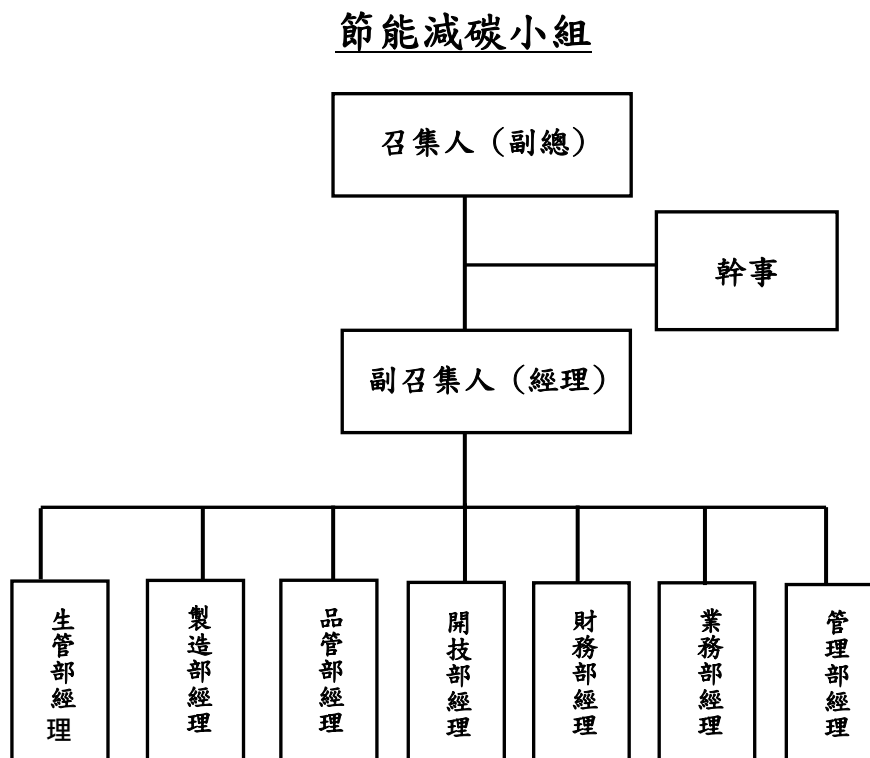 節能減碳小組
召集人（副總）
幹事
副召集人（經理）
生管部經理
製造部經理
品管部經理
開技部經理
財務部經理
業務部經理
管理部經理